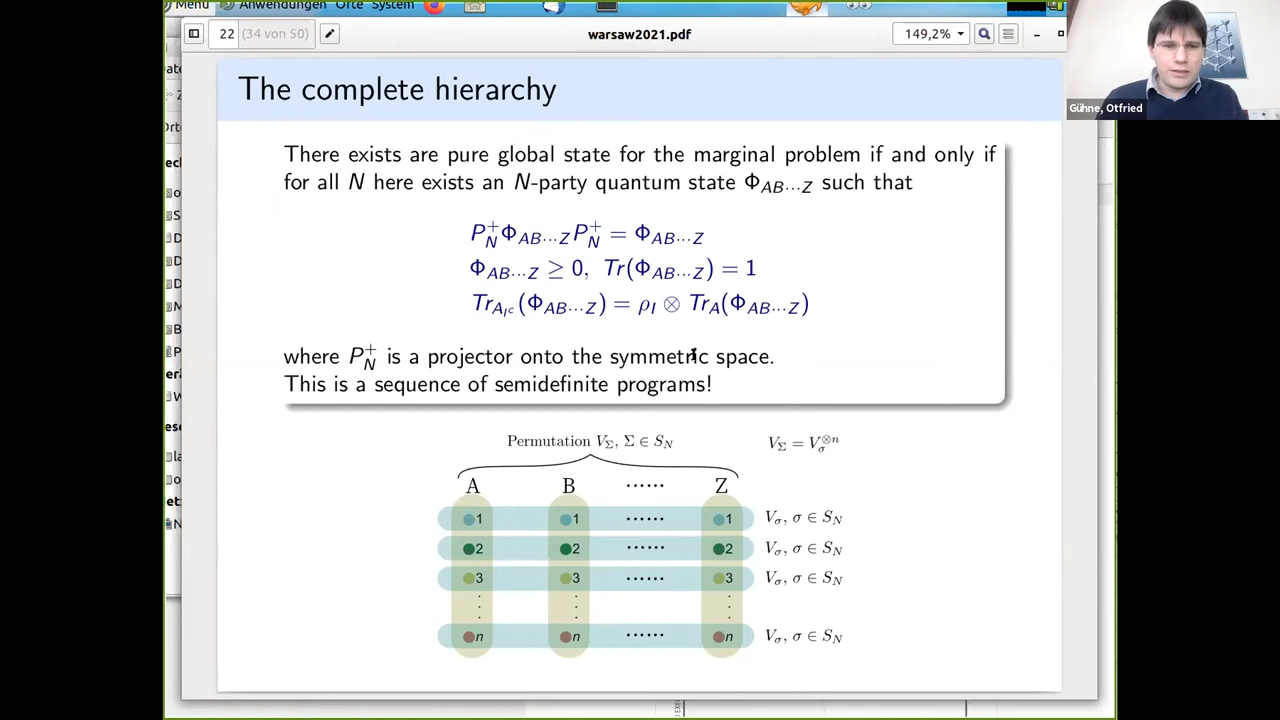 Menü Anwendungen Orte System
22 (34 von 50) warsaw2021.pdf 149,2%
Gühne, Otfried
The complete hierarchy
There exists are pure global state for the marginal problem if and only if
for all N here exists an N-party quantum state Φ_{AB⋯Z} such that
P_N^+Φ_{AB⋯Z}P_N^+ = Φ_{AB⋯Z}
Φ_{AB⋯Z} ≥ 0, Tr(Φ_{AB⋯Z}) = 1
Tr_{A_{I^c}}(Φ_{AB⋯Z}) = ρ_I ⊗ Tr_A(Φ_{AB⋯Z})
where P_N^+ is a projector onto the symmetric space.
This is a sequence of semidefinite programs!
Permutation V_Σ, Σ ∈ S_N V_Σ = V_σ^{⊗n}
A B ⋯⋯ Z
1 1 ⋯⋯ 1 V_σ, σ ∈ S_N
2 2 ⋯⋯ 2 V_σ, σ ∈ S_N
3 3 ⋯⋯ 3 V_σ, σ ∈ S_N
⋮ ⋮ ⋮
n n ⋯⋯ n V_σ, σ ∈ S_N